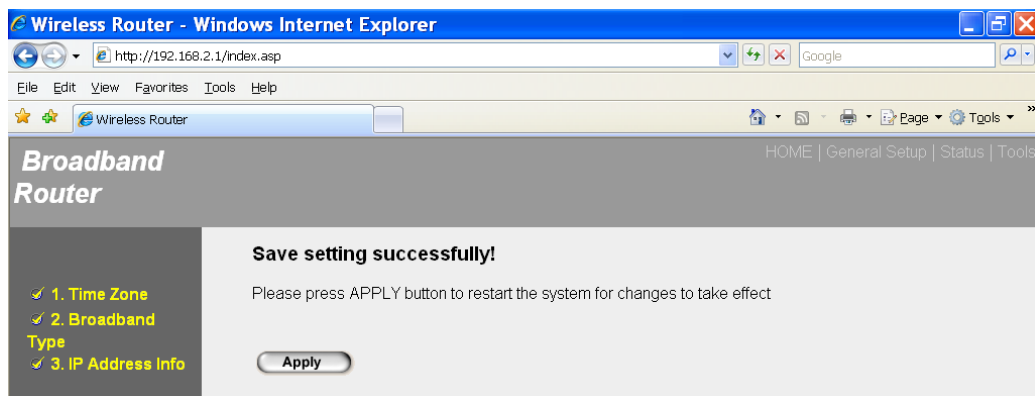 Wireless Router - Windows Internet Explorer
http://192.168.2.1/index.asp
Google
File Edit View Favorites Tools Help
Wireless Router
Page Tools »
Broadband
Router
HOME | General Setup | Status | Tools
Save setting successfully!
Please press APPLY button to restart the system for changes to take effect
1. Time Zone
2. Broadband
Type
3. IP Address Info
Apply